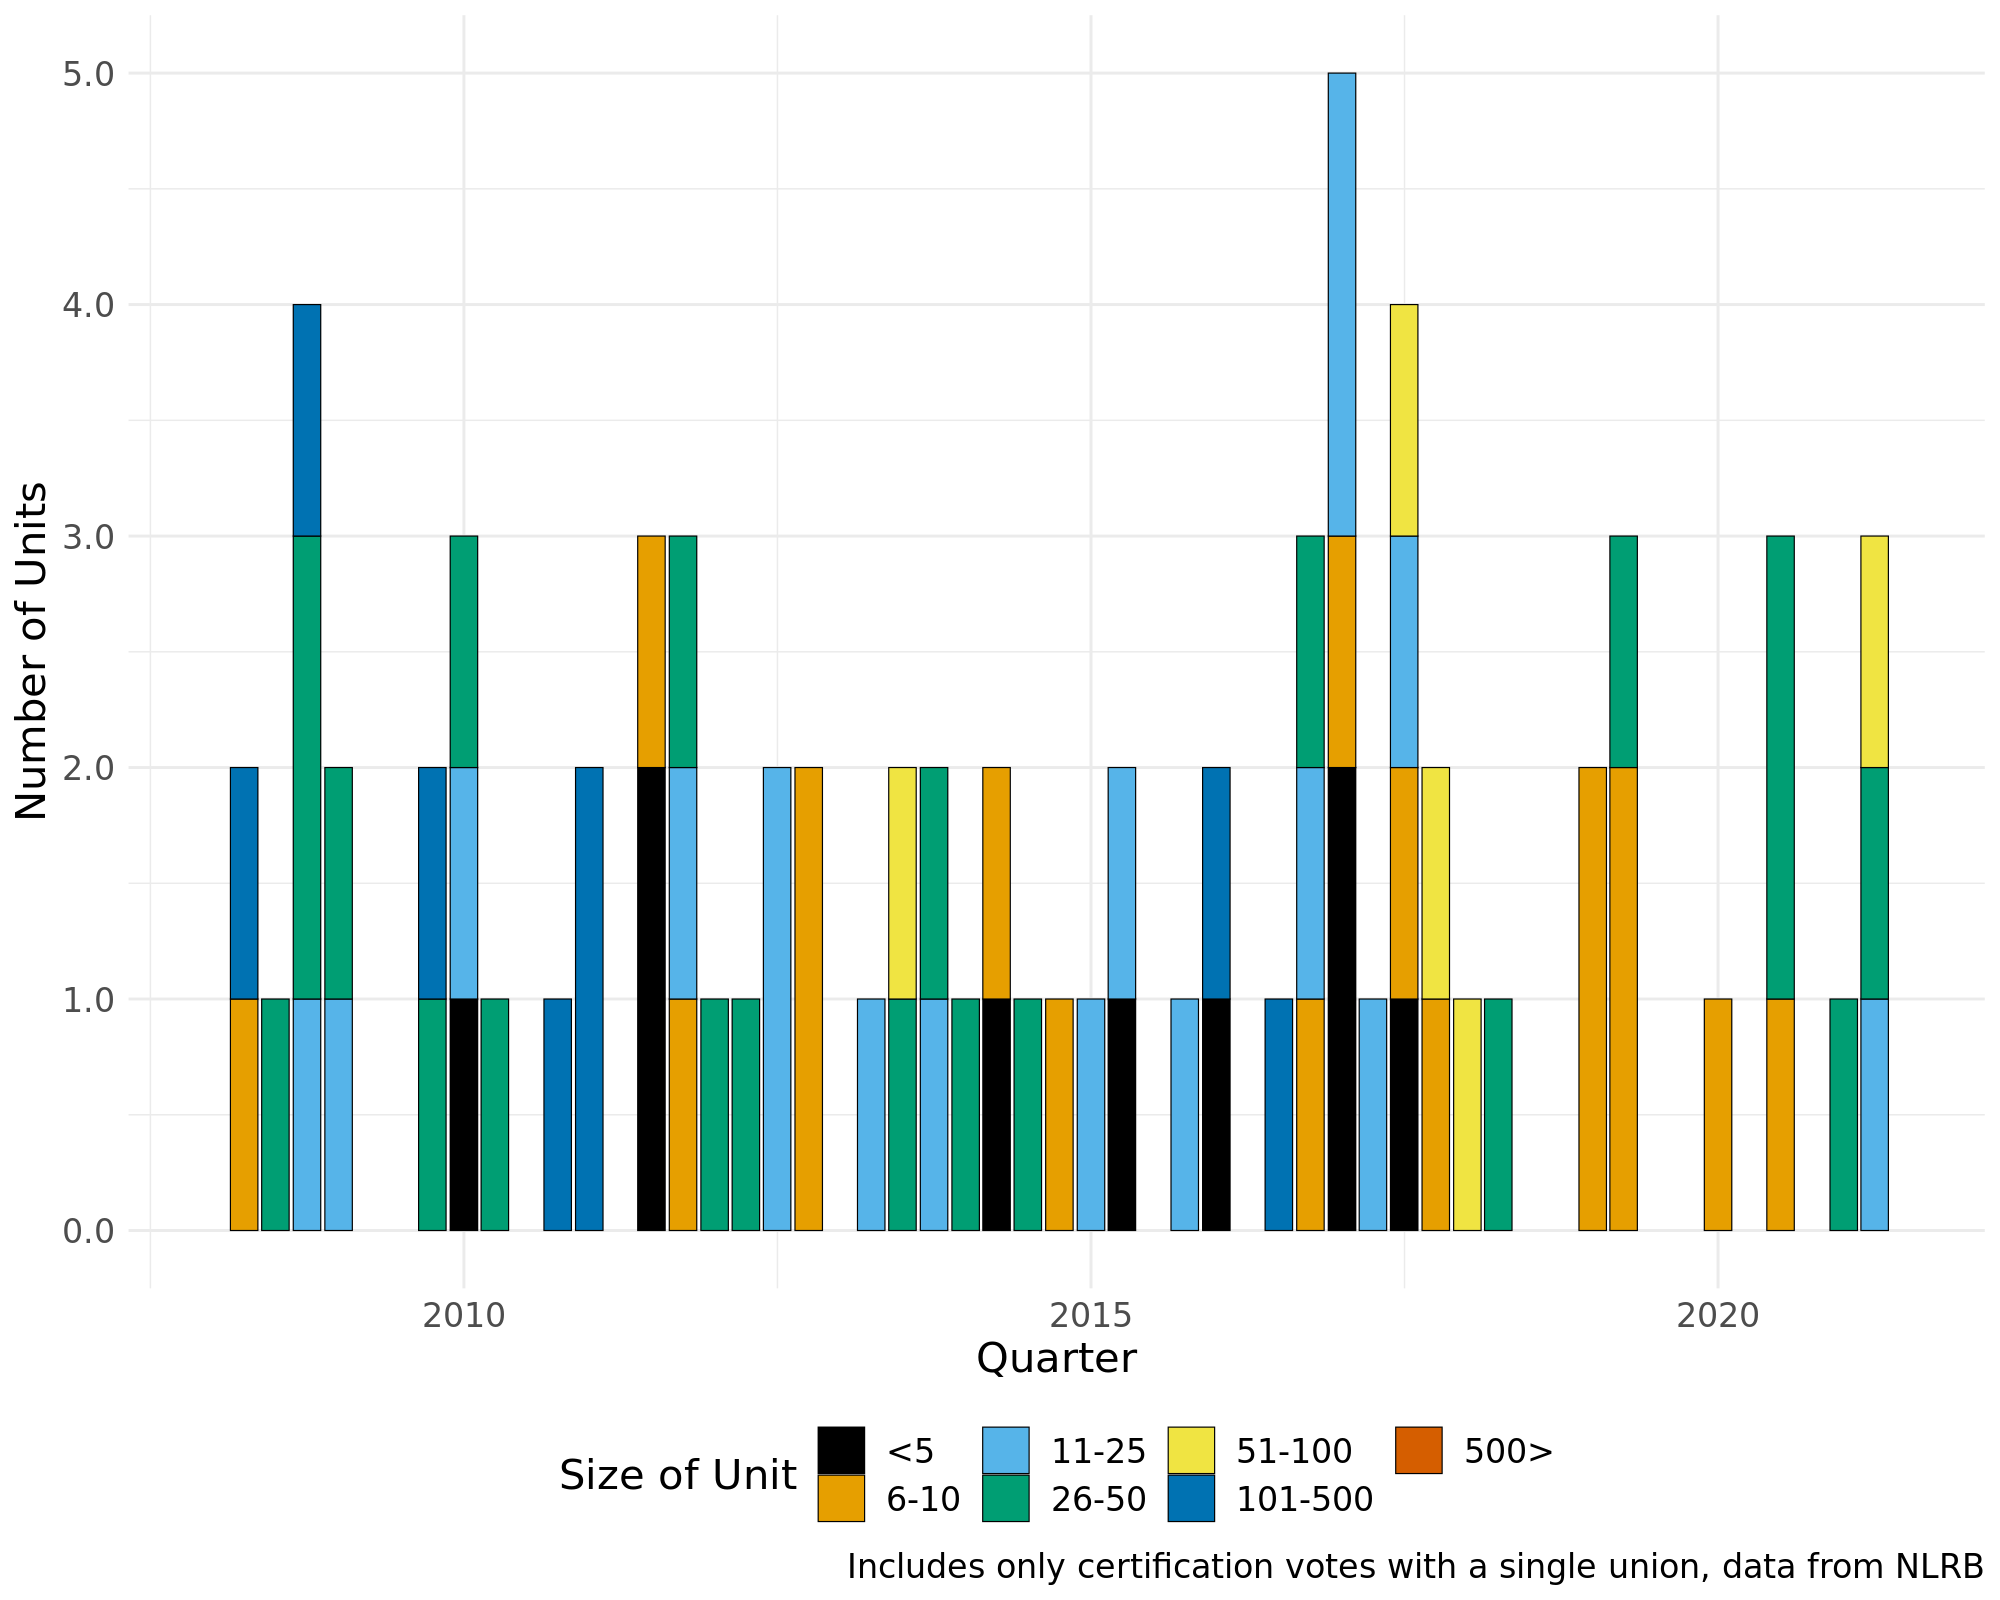 5.0
4.0
3.0
2.0
1.0
0.0
Number of Units
2010 2015 2020
Quarter
Size of Unit
<5 11-25 51-100 500>
6-10 26-50 101-500
Includes only certification votes with a single union, data from NLRB